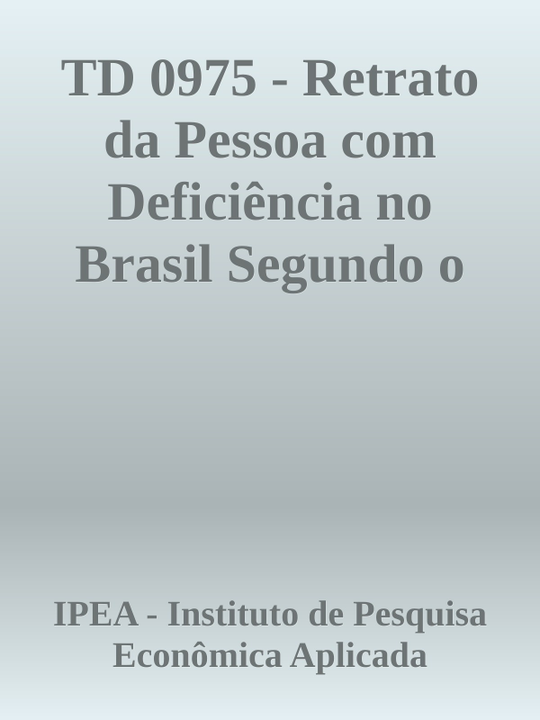 TD 0975 - Retrato
da Pessoa com
Deficiência no
Brasil Segundo o
IPEA - Instituto de Pesquisa
Econômica Aplicada